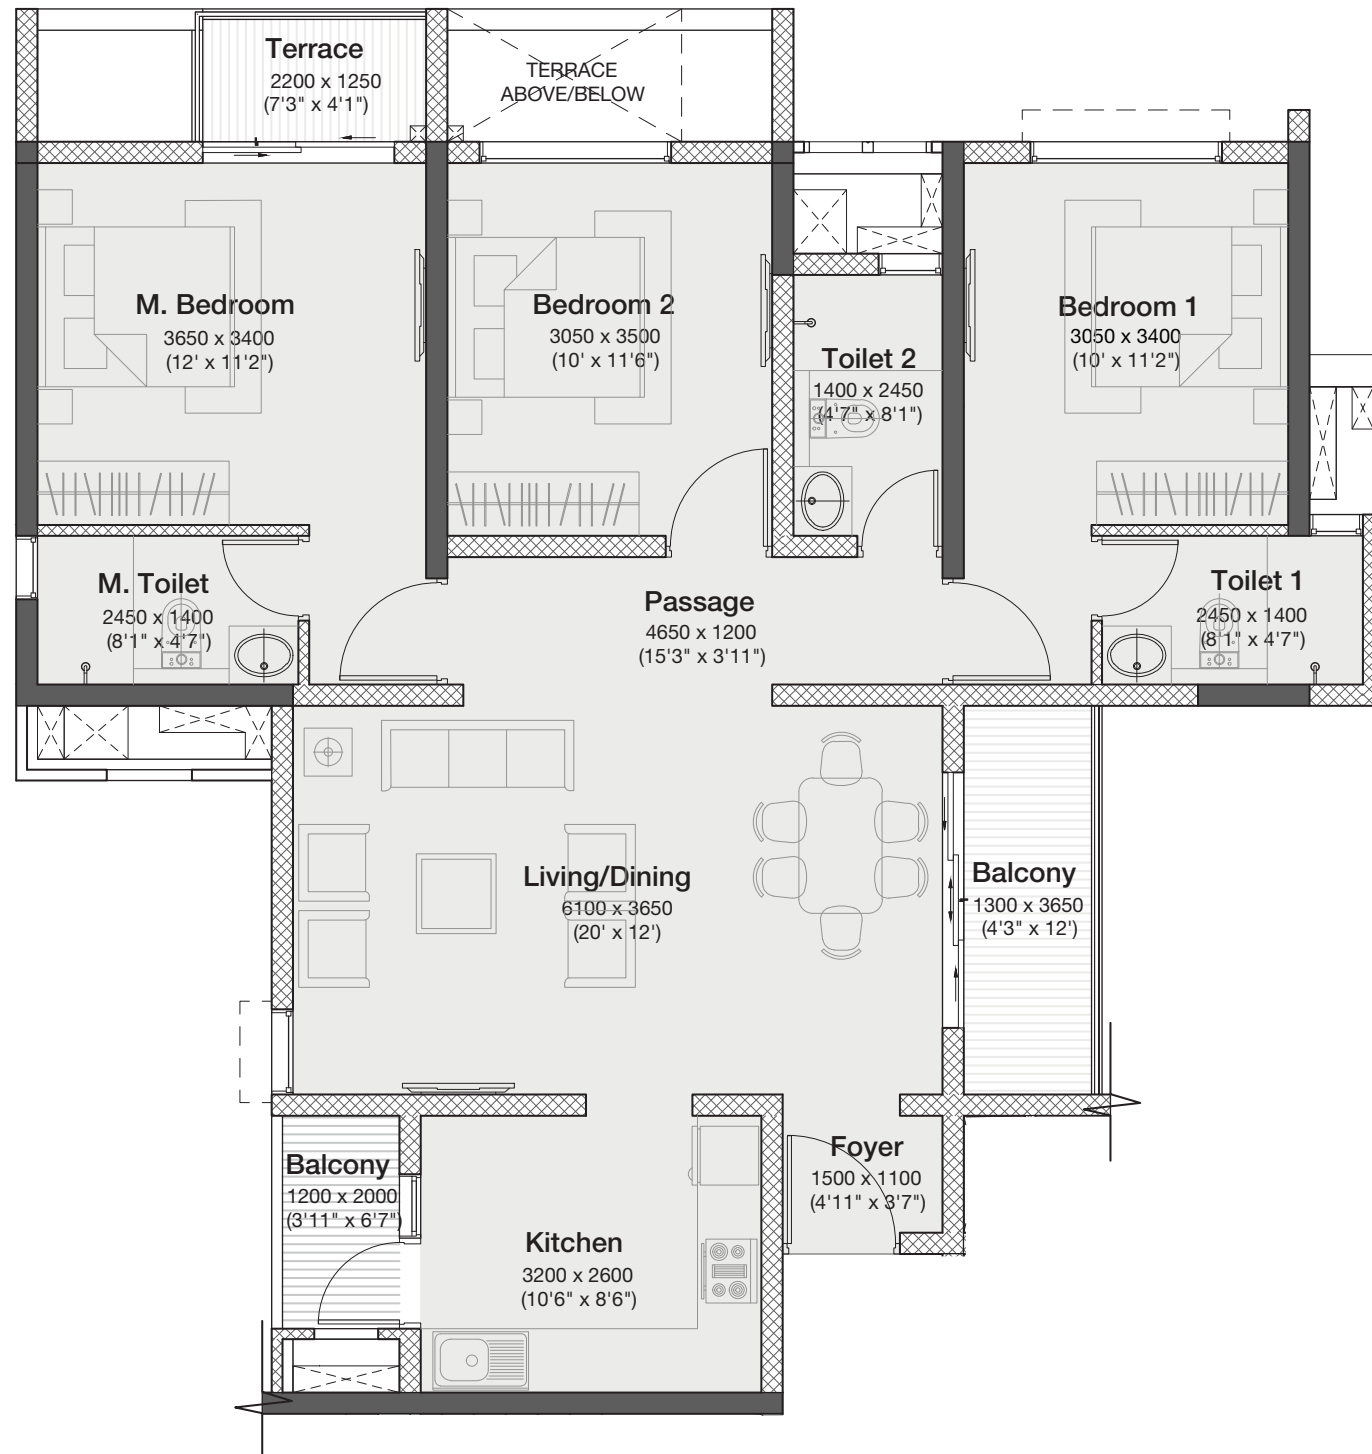 Terrace
2200 x 1250
(7'3" x 4'1")
TERRACE
ABOVE/BELOW
M. Bedroom
3650 x 3400
(12' x 11'2")
Bedroom 2
3050 x 3500
(10' x 11'6")
Toilet 2
1400 x 2450
(4'7" x 8'1")
Bedroom 1
3050 x 3400
(10' x 11'2")
M. Toilet
2450 x 1400
(8'1" x 4'7")
Passage
4650 x 1200
(15'3" x 3'11")
Toilet 1
2450 x 1400
(8'1" x 4'7")
Living/Dining
6100 x 3650
(20' x 12')
Balcony
1300 x 3650
(4'3" x 12')
Balcony
1200 x 2000
(3'11" x 6'7")
Kitchen
3200 x 2600
(10'6" x 8'6")
Foyer
1500 x 1100
(4'11" x 3'7")